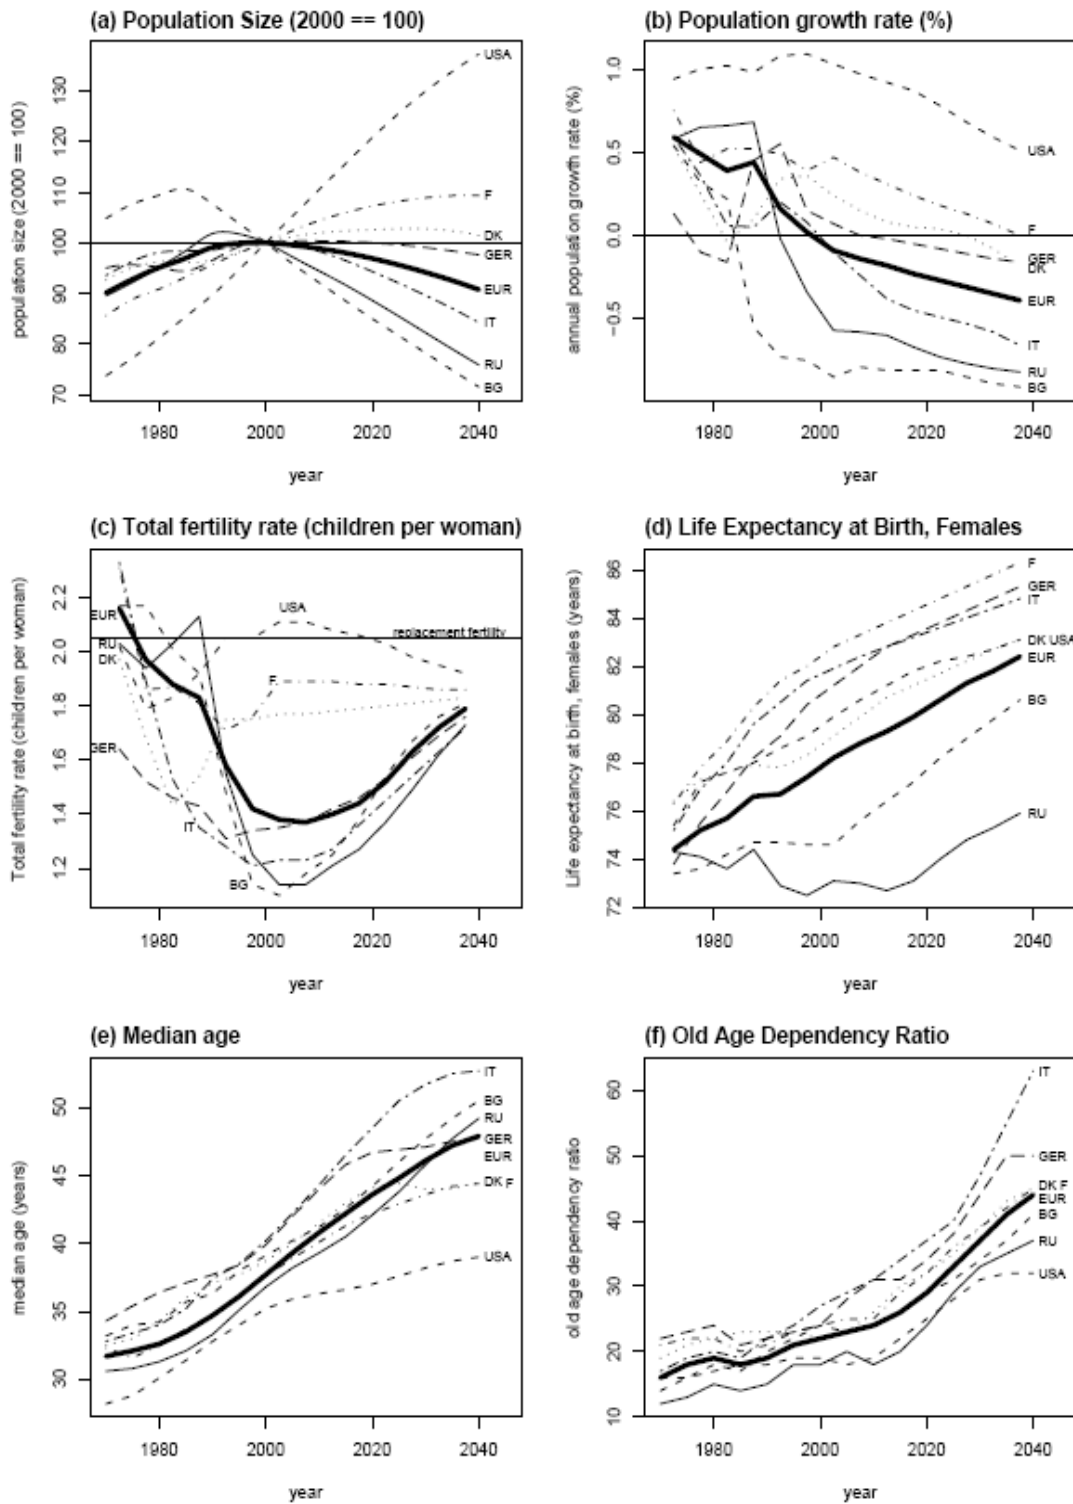 (a) Population Size (2000 == 100)
population size (2000 == 100)
130
120
110
100
90
80
70
USA
F
DK
GER
EUR
IT
RU
BG
1980 2000 2020 2040
year
(b) Population growth rate (%)
annual population growth rate (%)
1.0
0.5
0.0
−0.5
USA
F
GER
DK
EUR
IT
RU
BG
1980 2000 2020 2040
year
(c) Total fertility rate (children per woman)
Total fertility rate (children per woman)
2.2
2.0
1.8
1.6
1.4
1.2
EUR
RU
DK
GER
IT
BG
USA
F
replacement fertility
1980 2000 2020 2040
year
(d) Life Expectancy at Birth, Females
Life expectancy at birth, females (years)
86
84
82
80
78
76
74
72
F
GER
IT
DK USA
EUR
BG
RU
1980 2000 2020 2040
year
(e) Median age
median age (years)
50
45
40
35
30
IT
BG
RU
GER
EUR
DK F
USA
1980 2000 2020 2040
year
(f) Old Age Dependency Ratio
old age dependency ratio
60
50
40
30
20
10
IT
GER
DK F
EUR
BG
RU
USA
1980 2000 2020 2040
year